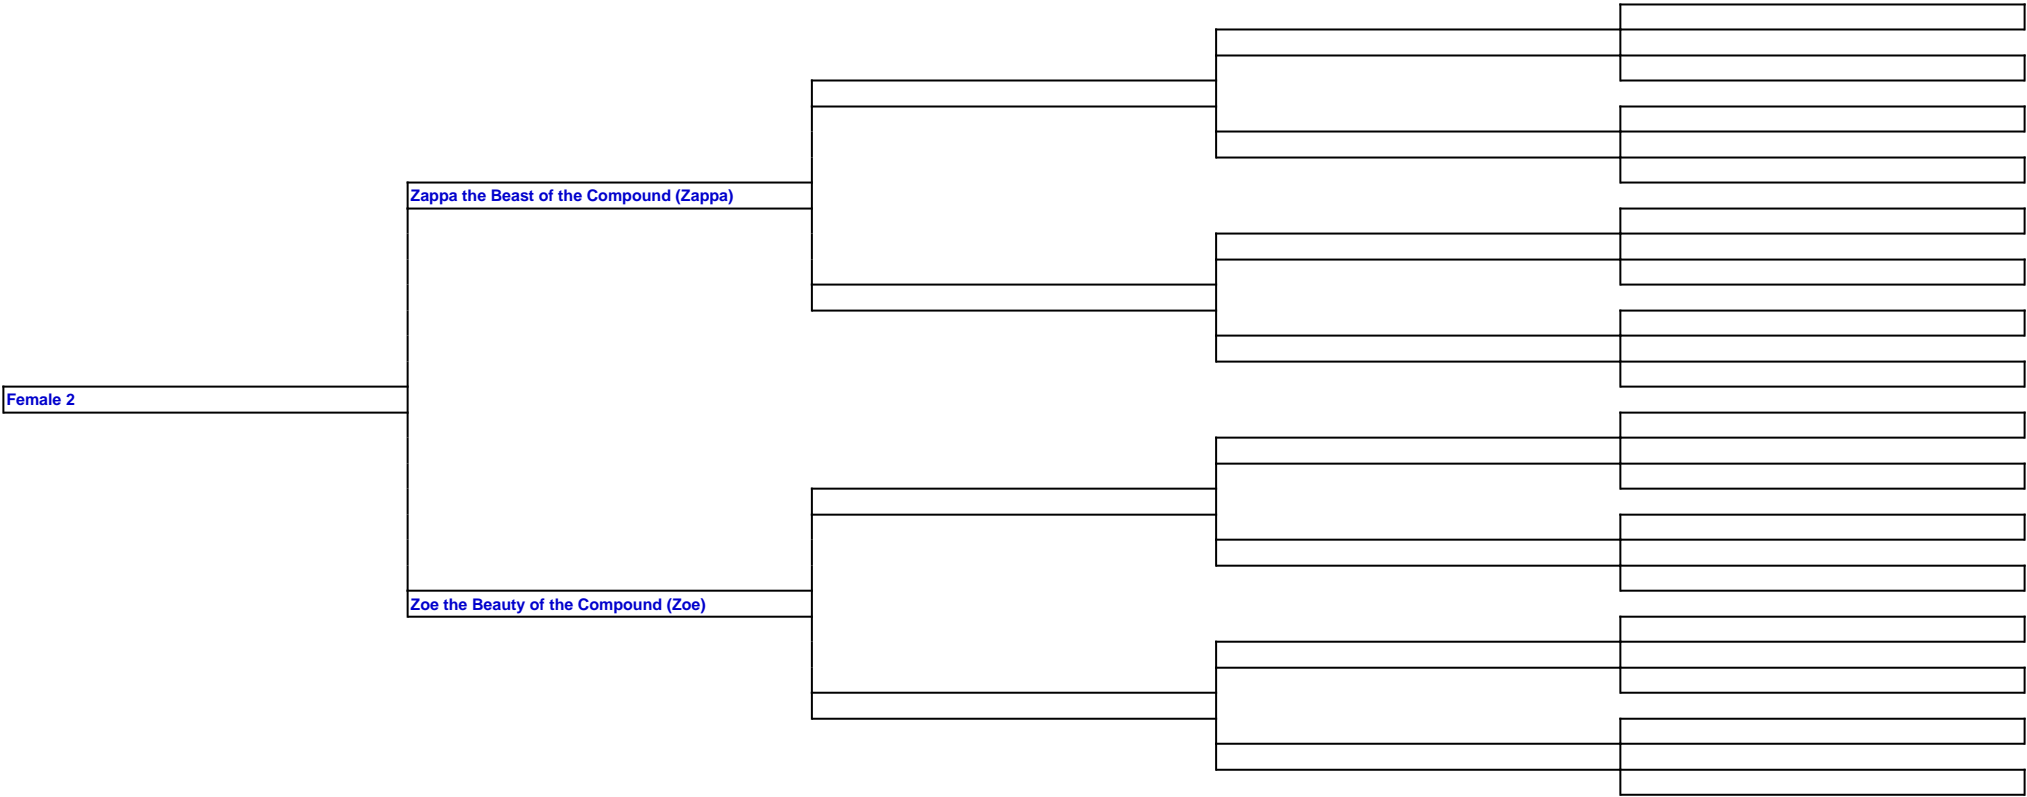 Zappa the Beast of the Compound (Zappa)
Female 2
Zoe the Beauty of the Compound (Zoe)